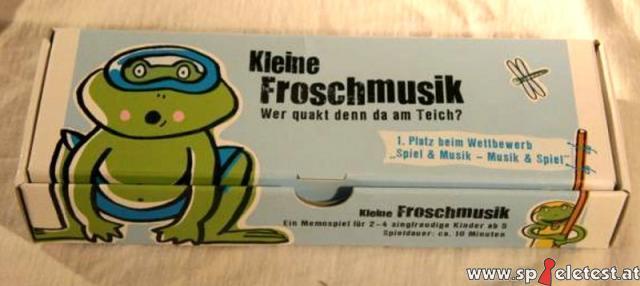 Kleine
Froschmusik
Wer quakt denn da am Teich?
1. Platz beim Wettbewerb
„Spiel & Musik – Musik & Spiel"
Kleine Froschmusik
Ein Memospiel für 2–4 singfreudige Kinder ab 5
Spieldauer: ca. 10 Minuten
www.spieletest.at